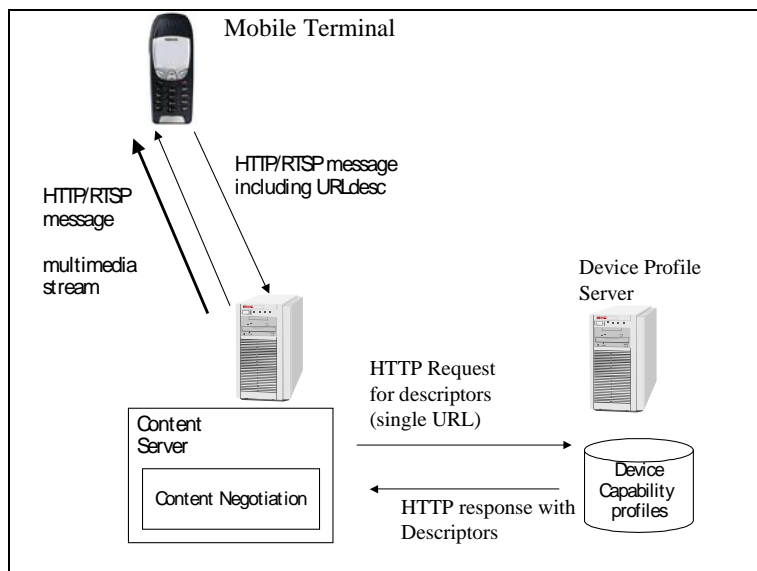 Mobile Terminal
HTTP/RTSP message
including URLdesc
HTTP/RTSP
message
multimedia
stream
Device Profile
Server
HTTP Request
for descriptors
(single URL)
Content
Server
Content Negotiation
Device
Capability
profiles
HTTP response with
Descriptors